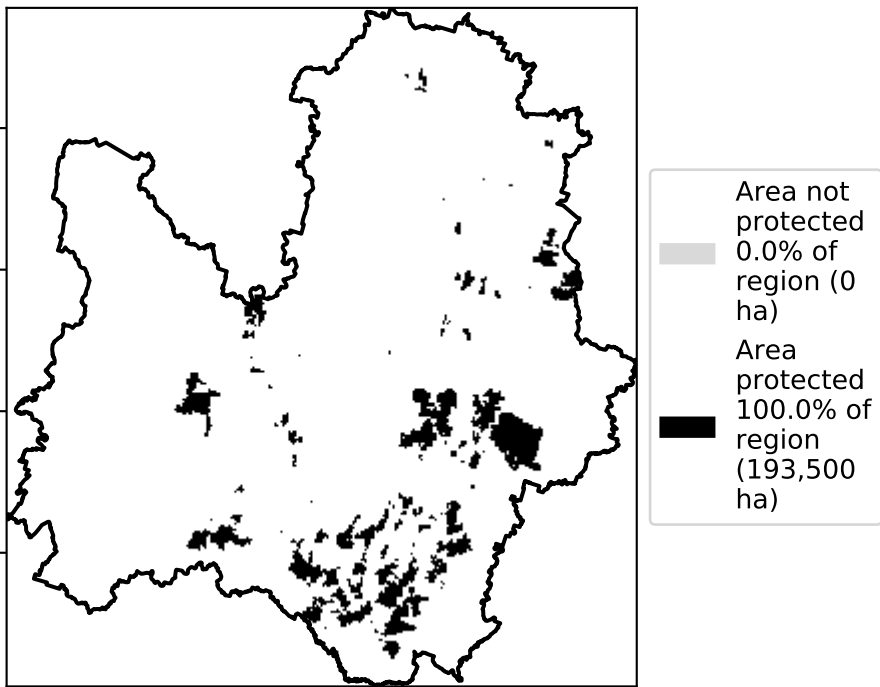 Area not
protected
0.0% of
region (0
ha)
Area
protected
100.0% of
region
(193,500
ha)